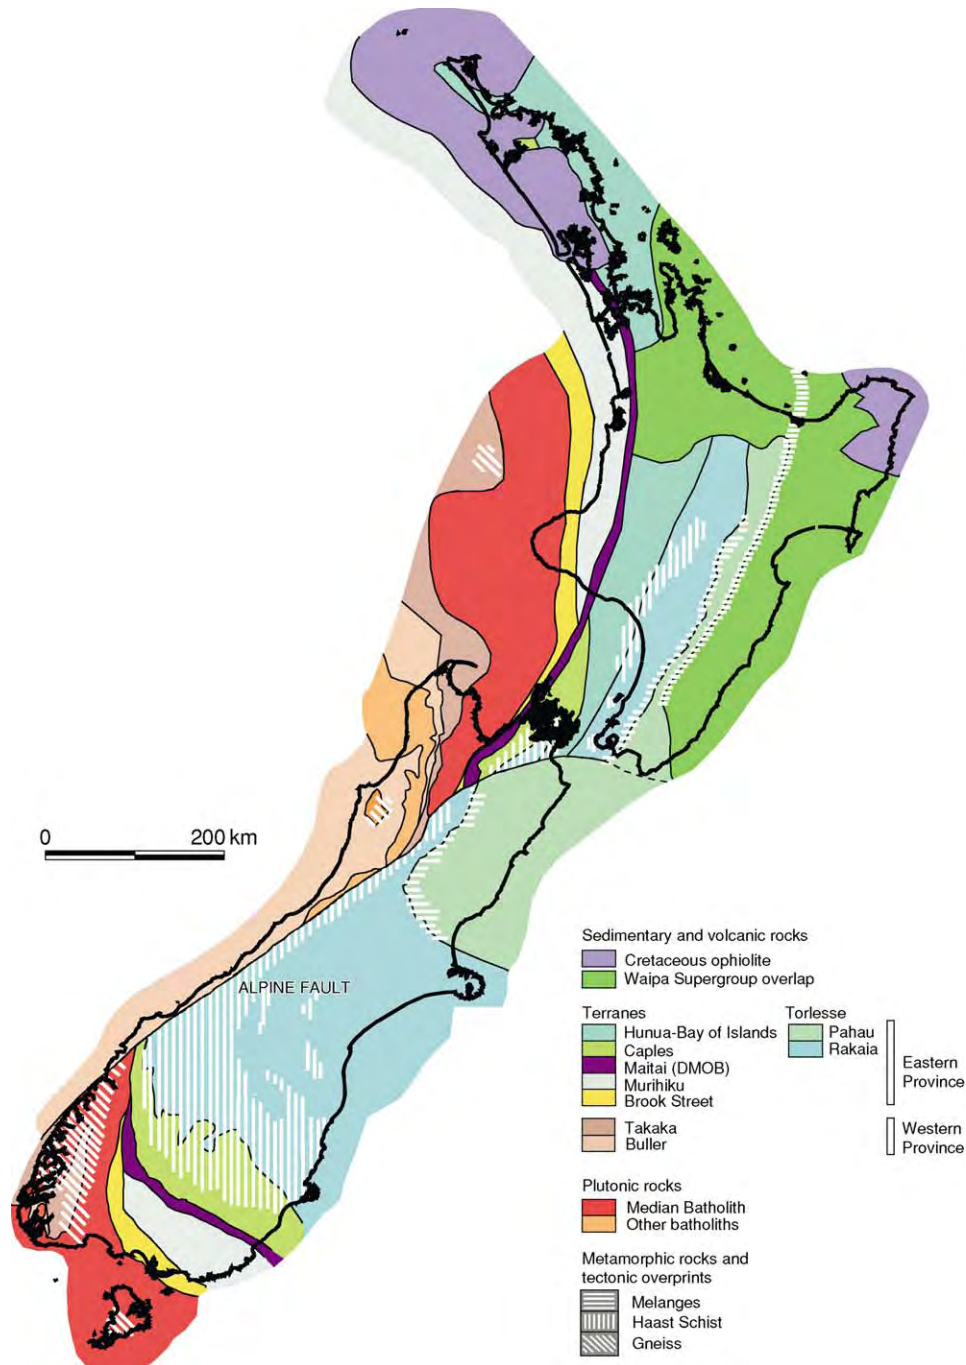 0 200 km
ALPINE FAULT
Sedimentary and volcanic rocks
Cretaceous ophiolite
Waipa Supergroup overlap
Terranes
Torlesse
Hunua-Bay of Islands
Pahau
Caples
Rakaia
Maitai (DMOB)
Murihiku
Brook Street
Eastern
Province
Takaka
Buller
Western
Province
Plutonic rocks
Median Batholith
Other batholiths
Metamorphic rocks and
tectonic overprints
Melanges
Haast Schist
Gneiss